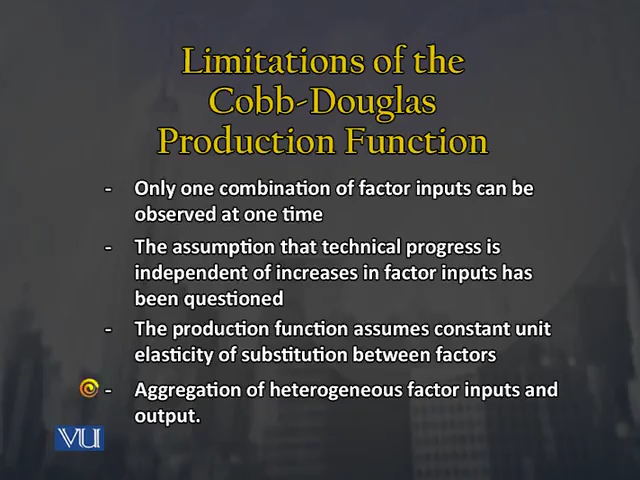 Limitations of the
Cobb-Douglas
Production Function
- Only one combination of factor inputs can be
observed at one time
- The assumption that technical progress is
independent of increases in factor inputs has
been questioned
- The production function assumes constant unit
elasticity of substitution between factors
- Aggregation of heterogeneous factor inputs and
output.
VU